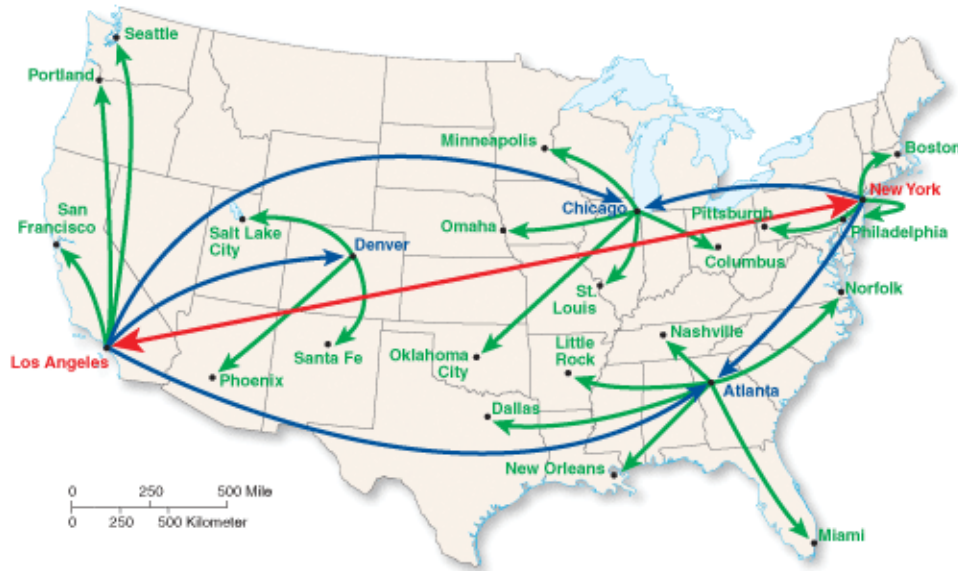 Seattle
Portland
Minneapolis
Boston
New York
San
Francisco
Salt Lake
City
Denver
Omaha
Chicago
Pittsburgh
Philadelphia
Columbus
St.
Louis
Norfolk
Los Angeles
Phoenix
Santa Fe
Oklahoma
City
Little
Rock
Nashville
Atlanta
Dallas
New Orleans
Miami
0 250 500 Mile
0 250 500 Kilometer